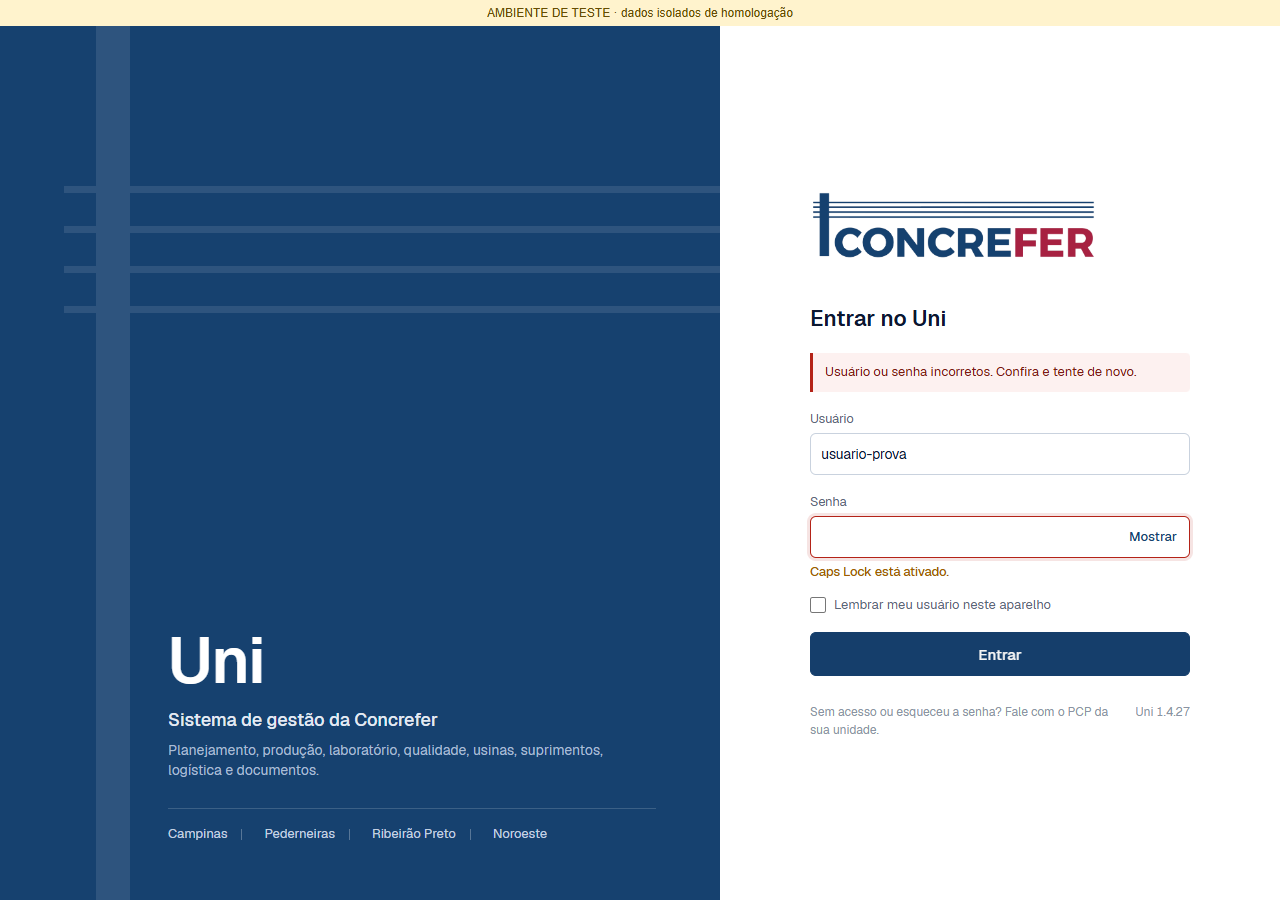 AMBIENTE DE TESTE · dados isolados de homologação
CONCREFER
Entrar no Uni
Usuário ou senha incorretos. Confira e tente de novo.
Usuário
usuario-prova
Senha
Mostrar
Caps Lock está ativado.
Lembrar meu usuário neste aparelho
Entrar
Sem acesso ou esqueceu a senha? Fale com o PCP da
sua unidade.
Uni 1.4.27
Uni
Sistema de gestão da Concrefer
Planejamento, produção, laboratório, qualidade, usinas, suprimentos,
logística e documentos.
Campinas | Pederneiras | Ribeirão Preto | Noroeste